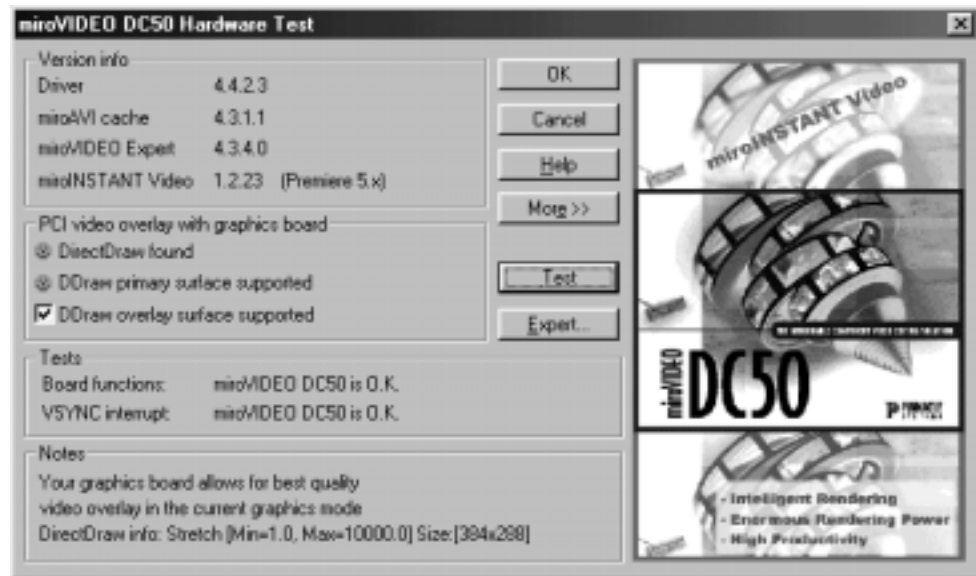 miroVIDEO DC50 Hardware Test
Version info
Driver 4.4.2.3
miroAVI cache 4.3.1.1
miroVIDEO Expert 4.3.4.0
miroINSTANT Video 1.2.23 (Premiere 5.x)
PCI video overlay with graphics board
DirectDraw found
DDraw primary surface supported
DDraw overlay surface supported
Tests
Board functions: miroVIDEO DC50 is O.K.
VSYNC interrupt: miroVIDEO DC50 is O.K.
Notes
Your graphics board allows for best quality
video overlay in the current graphics mode
DirectDraw info: Stretch [Min=1.0, Max=10000.0] Size:[384x288]
OK
Cancel
Help
More >>
Test
Expert...
miroINSTANT Video
miroVIDEO
DC50
- Intelligent Rendering
- Enormous Rendering Power
- High Productivity